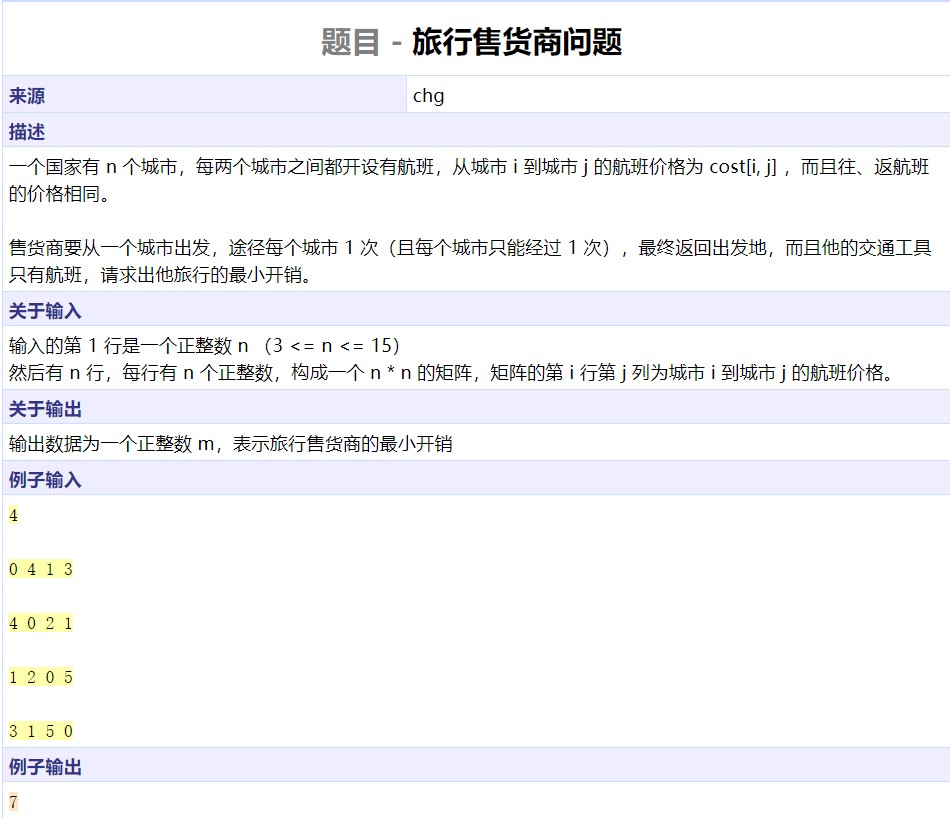 题目 - 旅行售货商问题
来源
chg
描述
一个国家有 n 个城市，每两个城市之间都开设有航班，从城市 i 到城市 j 的航班价格为 cost[i, j] ，而且往、返航班
的价格相同。
售货商要从一个城市出发，途径每个城市 1 次（且每个城市只能经过 1 次），最终返回出发地，而且他的交通工具
只有航班，请求出他旅行的最小开销。
关于输入
输入的第 1 行是一个正整数 n （3 <= n <= 15）
然后有 n 行，每行有 n 个正整数，构成一个 n * n 的矩阵，矩阵的第 i 行第 j 列为城市 i 到城市 j 的航班价格。
关于输出
输出数据为一个正整数 m，表示旅行售货商的最小开销
例子输入
4
0 4 1 3
4 0 2 1
1 2 0 5
3 1 5 0
例子输出
7